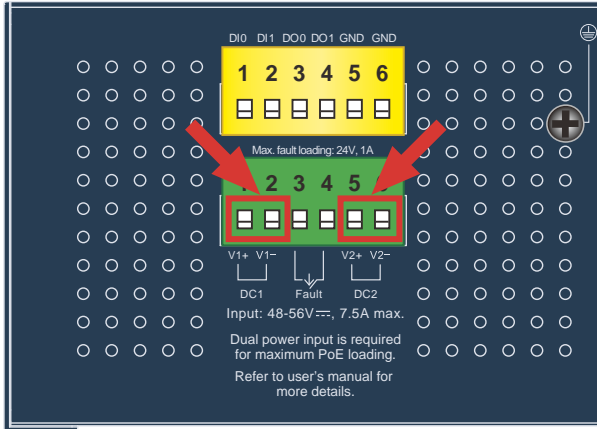 DI0 DI1 DO0 DO1 GND GND
1 2 3 4 5 6
Max. fault loading: 24V, 1A
1 2 3 4 5 6
V1+ V1− V2+ V2−
DC1 Fault DC2
Input: 48-56V⎓, 7.5A max.
Dual power input is required
for maximum PoE loading.
Refer to user's manual for
more details.